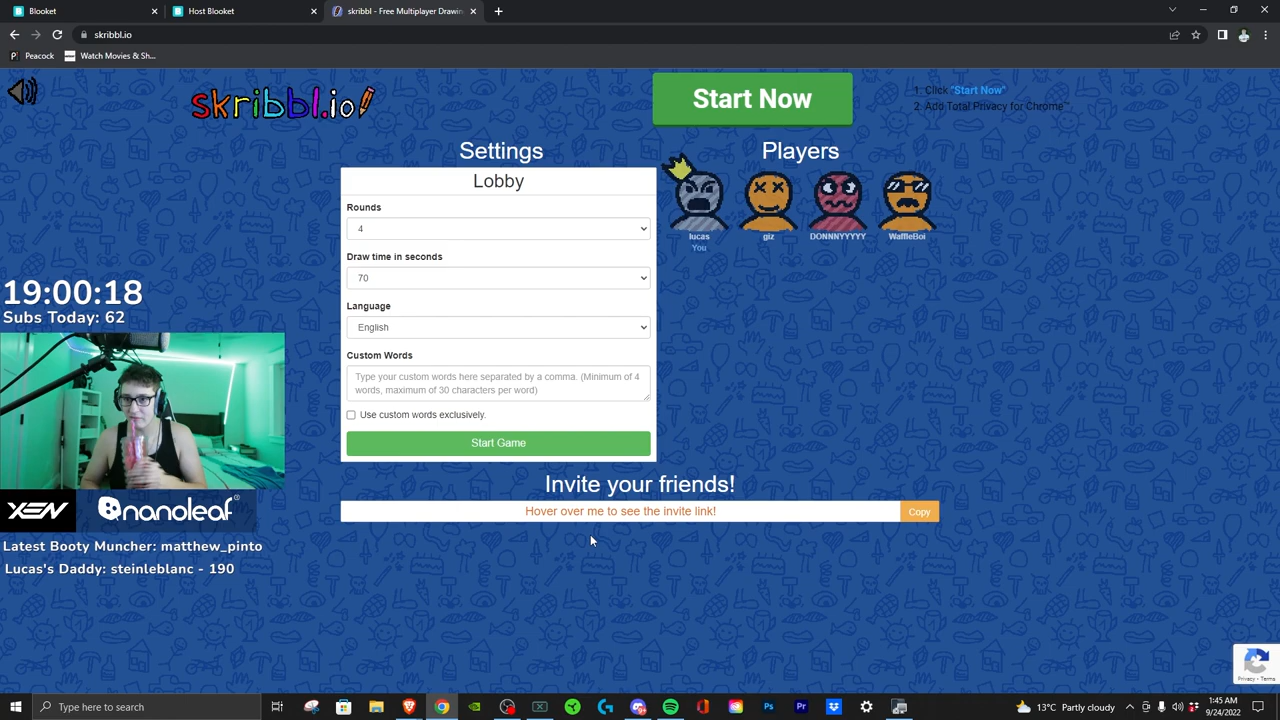 Blooket
Host Blooket
skribbl - Free Multiplayer Drawin
skribbl.io
Peacock
Watch Movies & Sh...
skribbl.io
Start Now
1. Click "Start Now"
2. Add Total Privacy for Chrome™
Settings
Players
Lobby
Rounds
4
lucas
You
giz
DONNNYYYYY
WaffleBoi
Draw time in seconds
70
19:00:18
Subs Today: 62
Language
English
Custom Words
Type your custom words here separated by a comma. (Minimum of 4
words, maximum of 30 characters per word)
Use custom words exclusively.
Start Game
Invite your friends!
Hover over me to see the invite link!
Copy
XEN
nanoleaf®
Latest Booty Muncher: matthew_pinto
Lucas's Daddy: steinleblanc - 190
Privacy - Terms
Type here to search
13°C Partly cloudy
1:45 AM
9/24/2022